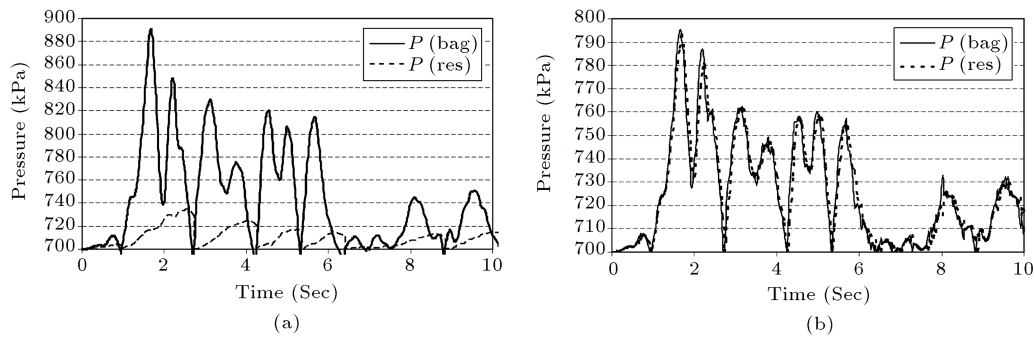 900
880
860
840
820
800
780
760
740
720
700
Pressure (kPa)
P (bag)
P (res)
0 2 4 6 8 10
Time (Sec)
(a)
800
790
780
770
760
750
740
730
720
710
700
Pressure (kPa)
P (bag)
P (res)
0 2 4 6 8 10
Time (Sec)
(b)